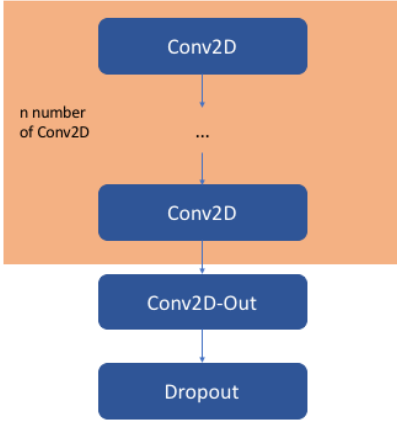 Conv2D
n number
of Conv2D
...
Conv2D
Conv2D-Out
Dropout